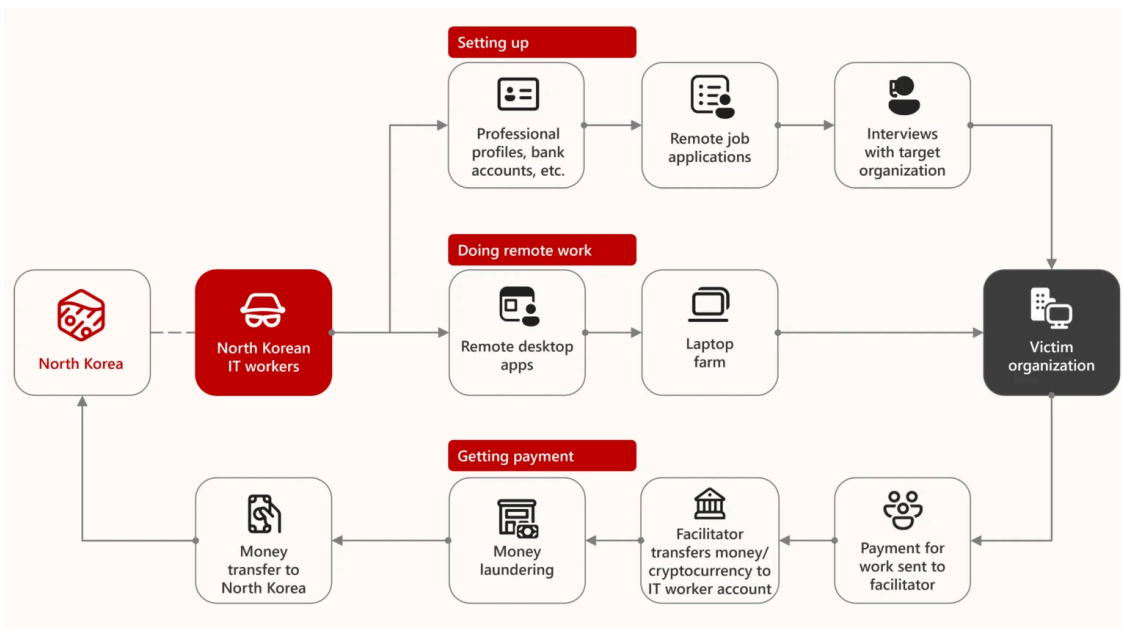 Setting up
Professional
profiles, bank
accounts, etc.
Remote job
applications
Interviews
with target
organization
Doing remote work
North Korea
North Korean
IT workers
Remote desktop
apps
Laptop
farm
Victim
organization
Getting payment
Money
transfer to
North Korea
Money
laundering
Facilitator
transfers money/
cryptocurrency to
IT worker account
Payment for
work sent to
facilitator